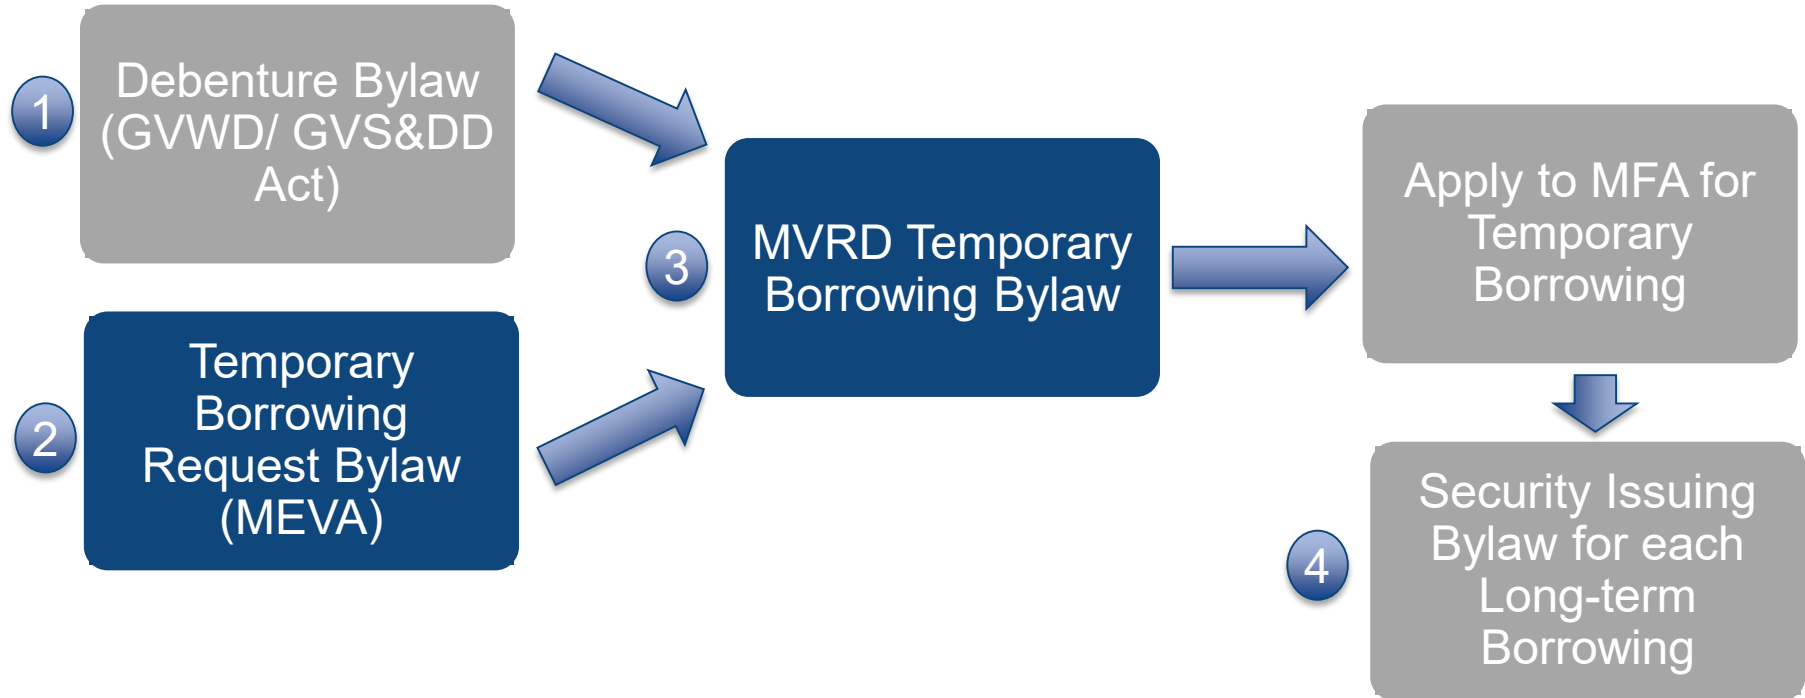 1
Debenture Bylaw
(GVWD/ GVS&DD
Act)
2
Temporary
Borrowing
Request Bylaw
(MEVA)
3
MVRD Temporary
Borrowing Bylaw
Apply to MFA for
Temporary
Borrowing
4
Security Issuing
Bylaw for each
Long-term
Borrowing